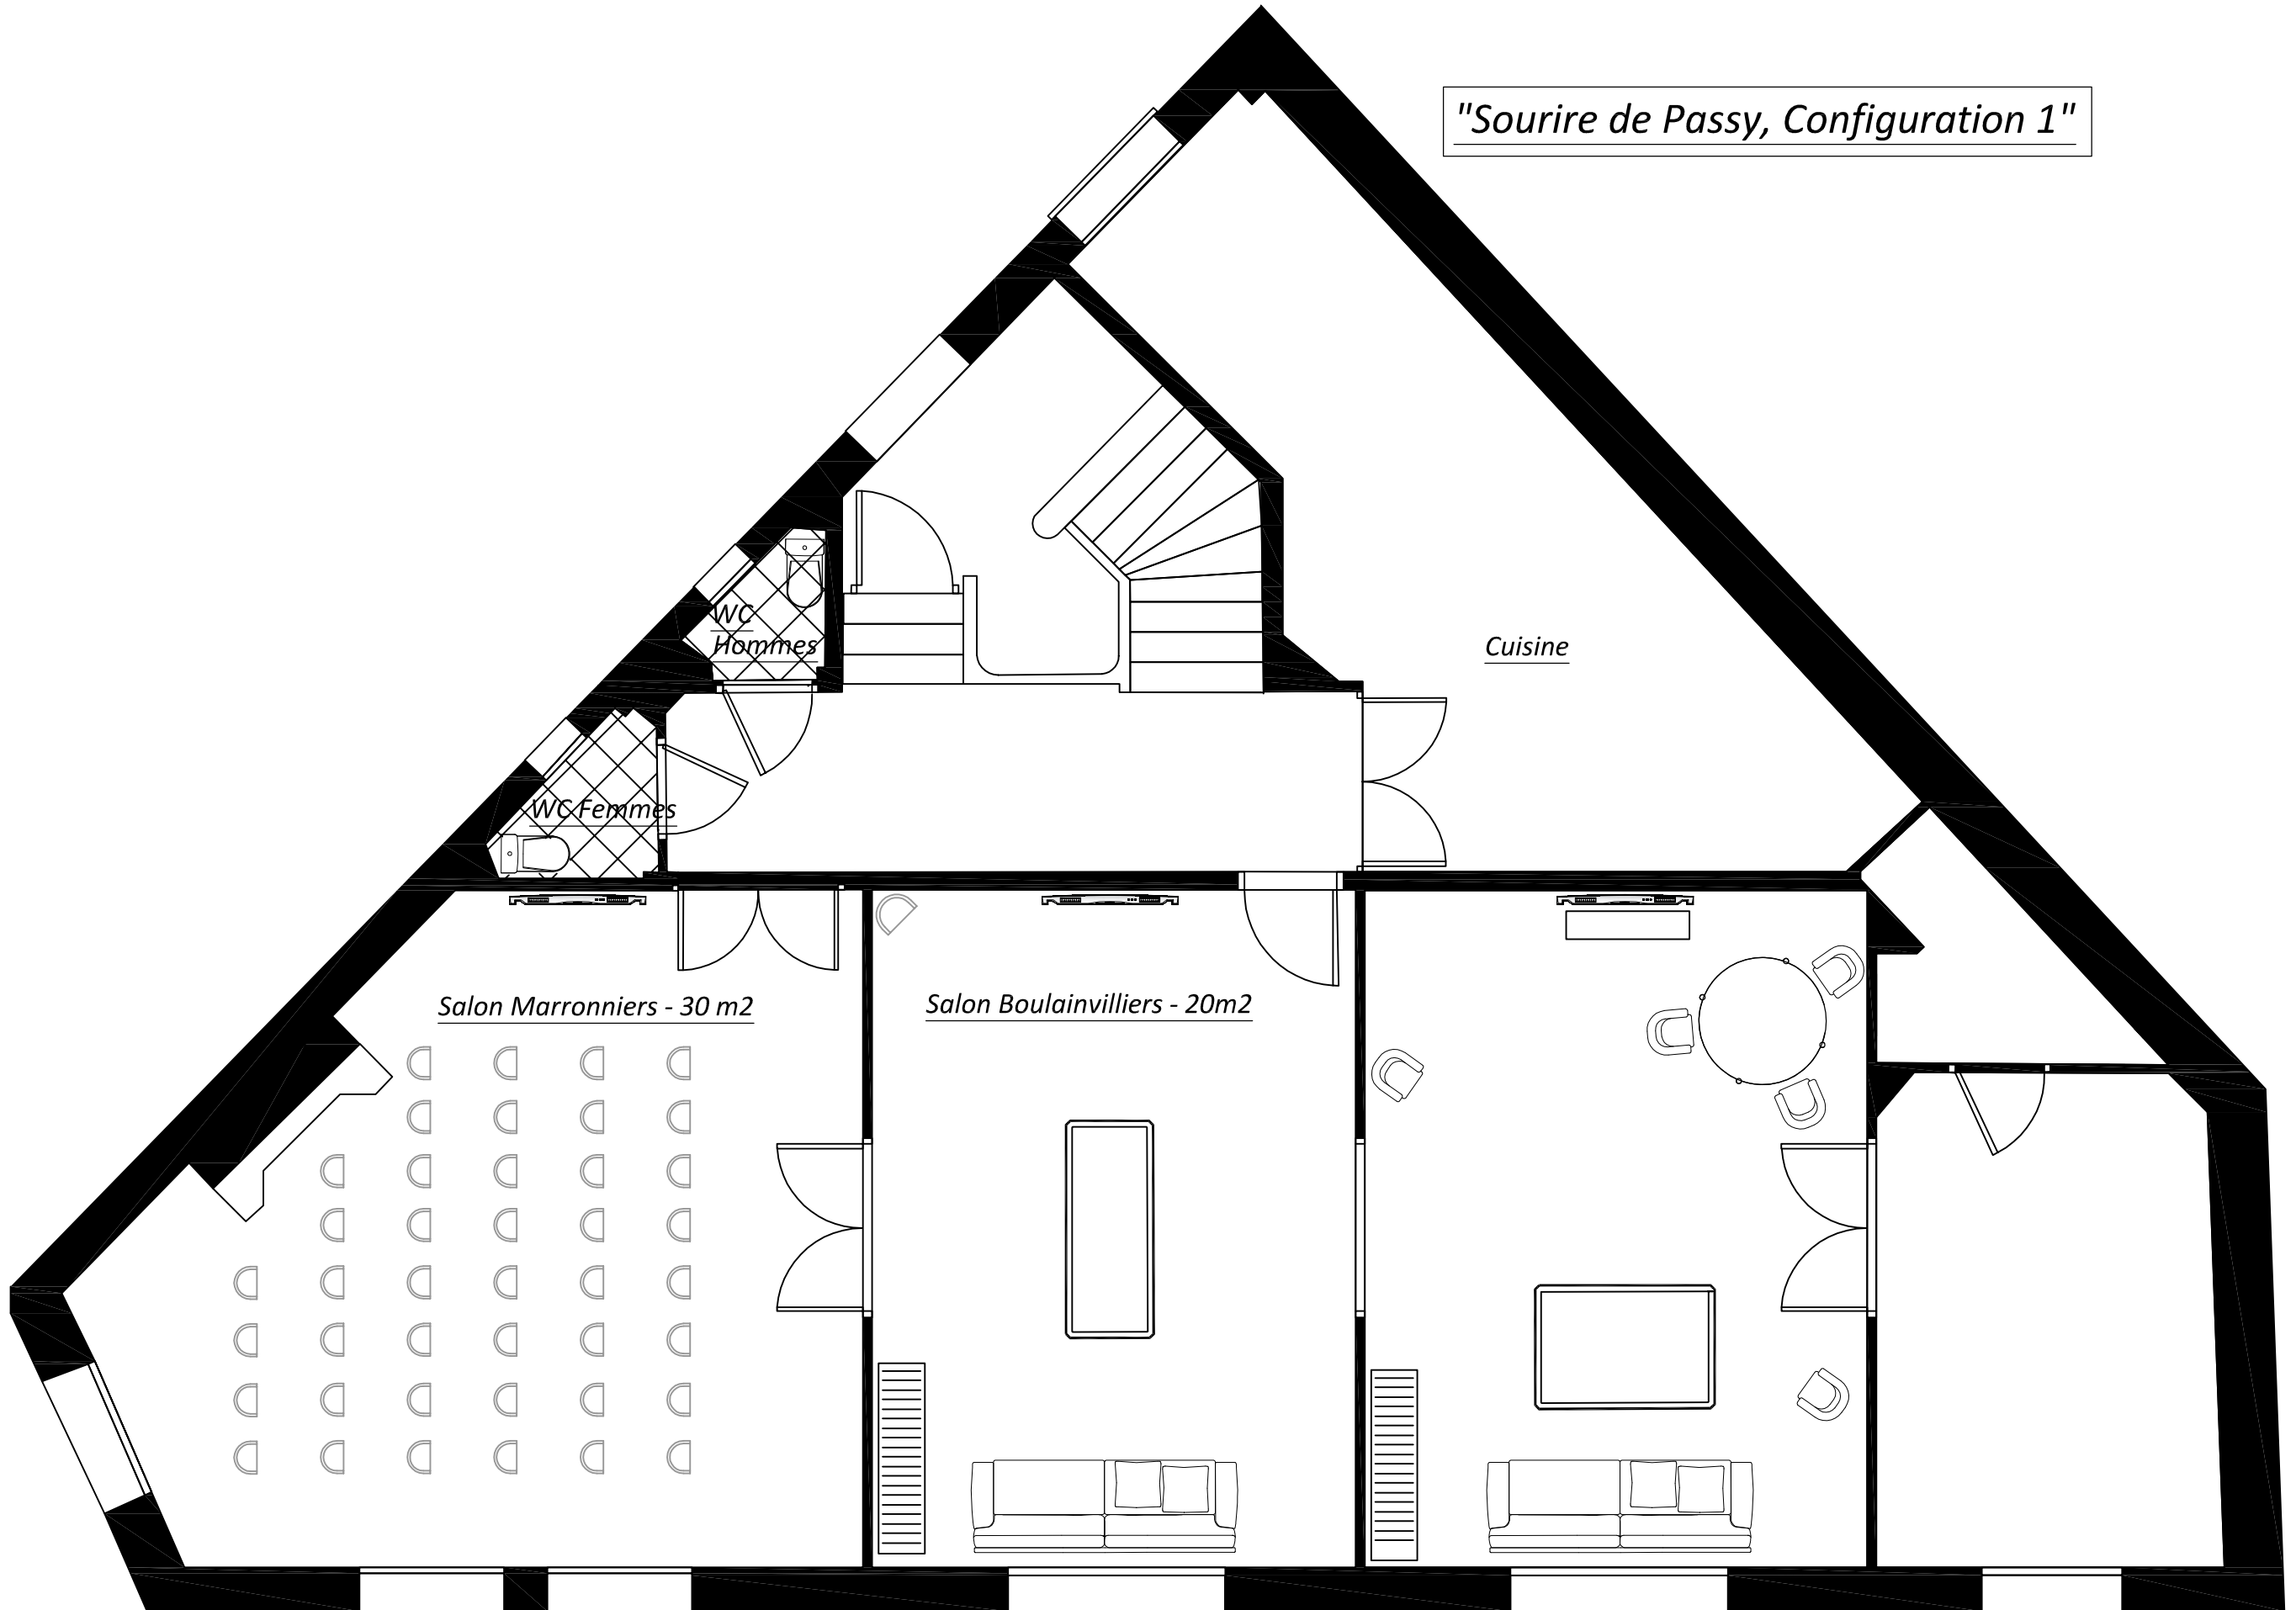 "Sourire de Passy, Configuration 1"
WC
Hommes
Cuisine
WC Femmes
Salon Marronniers - 30 m2
Salon Boulainvilliers - 20m2